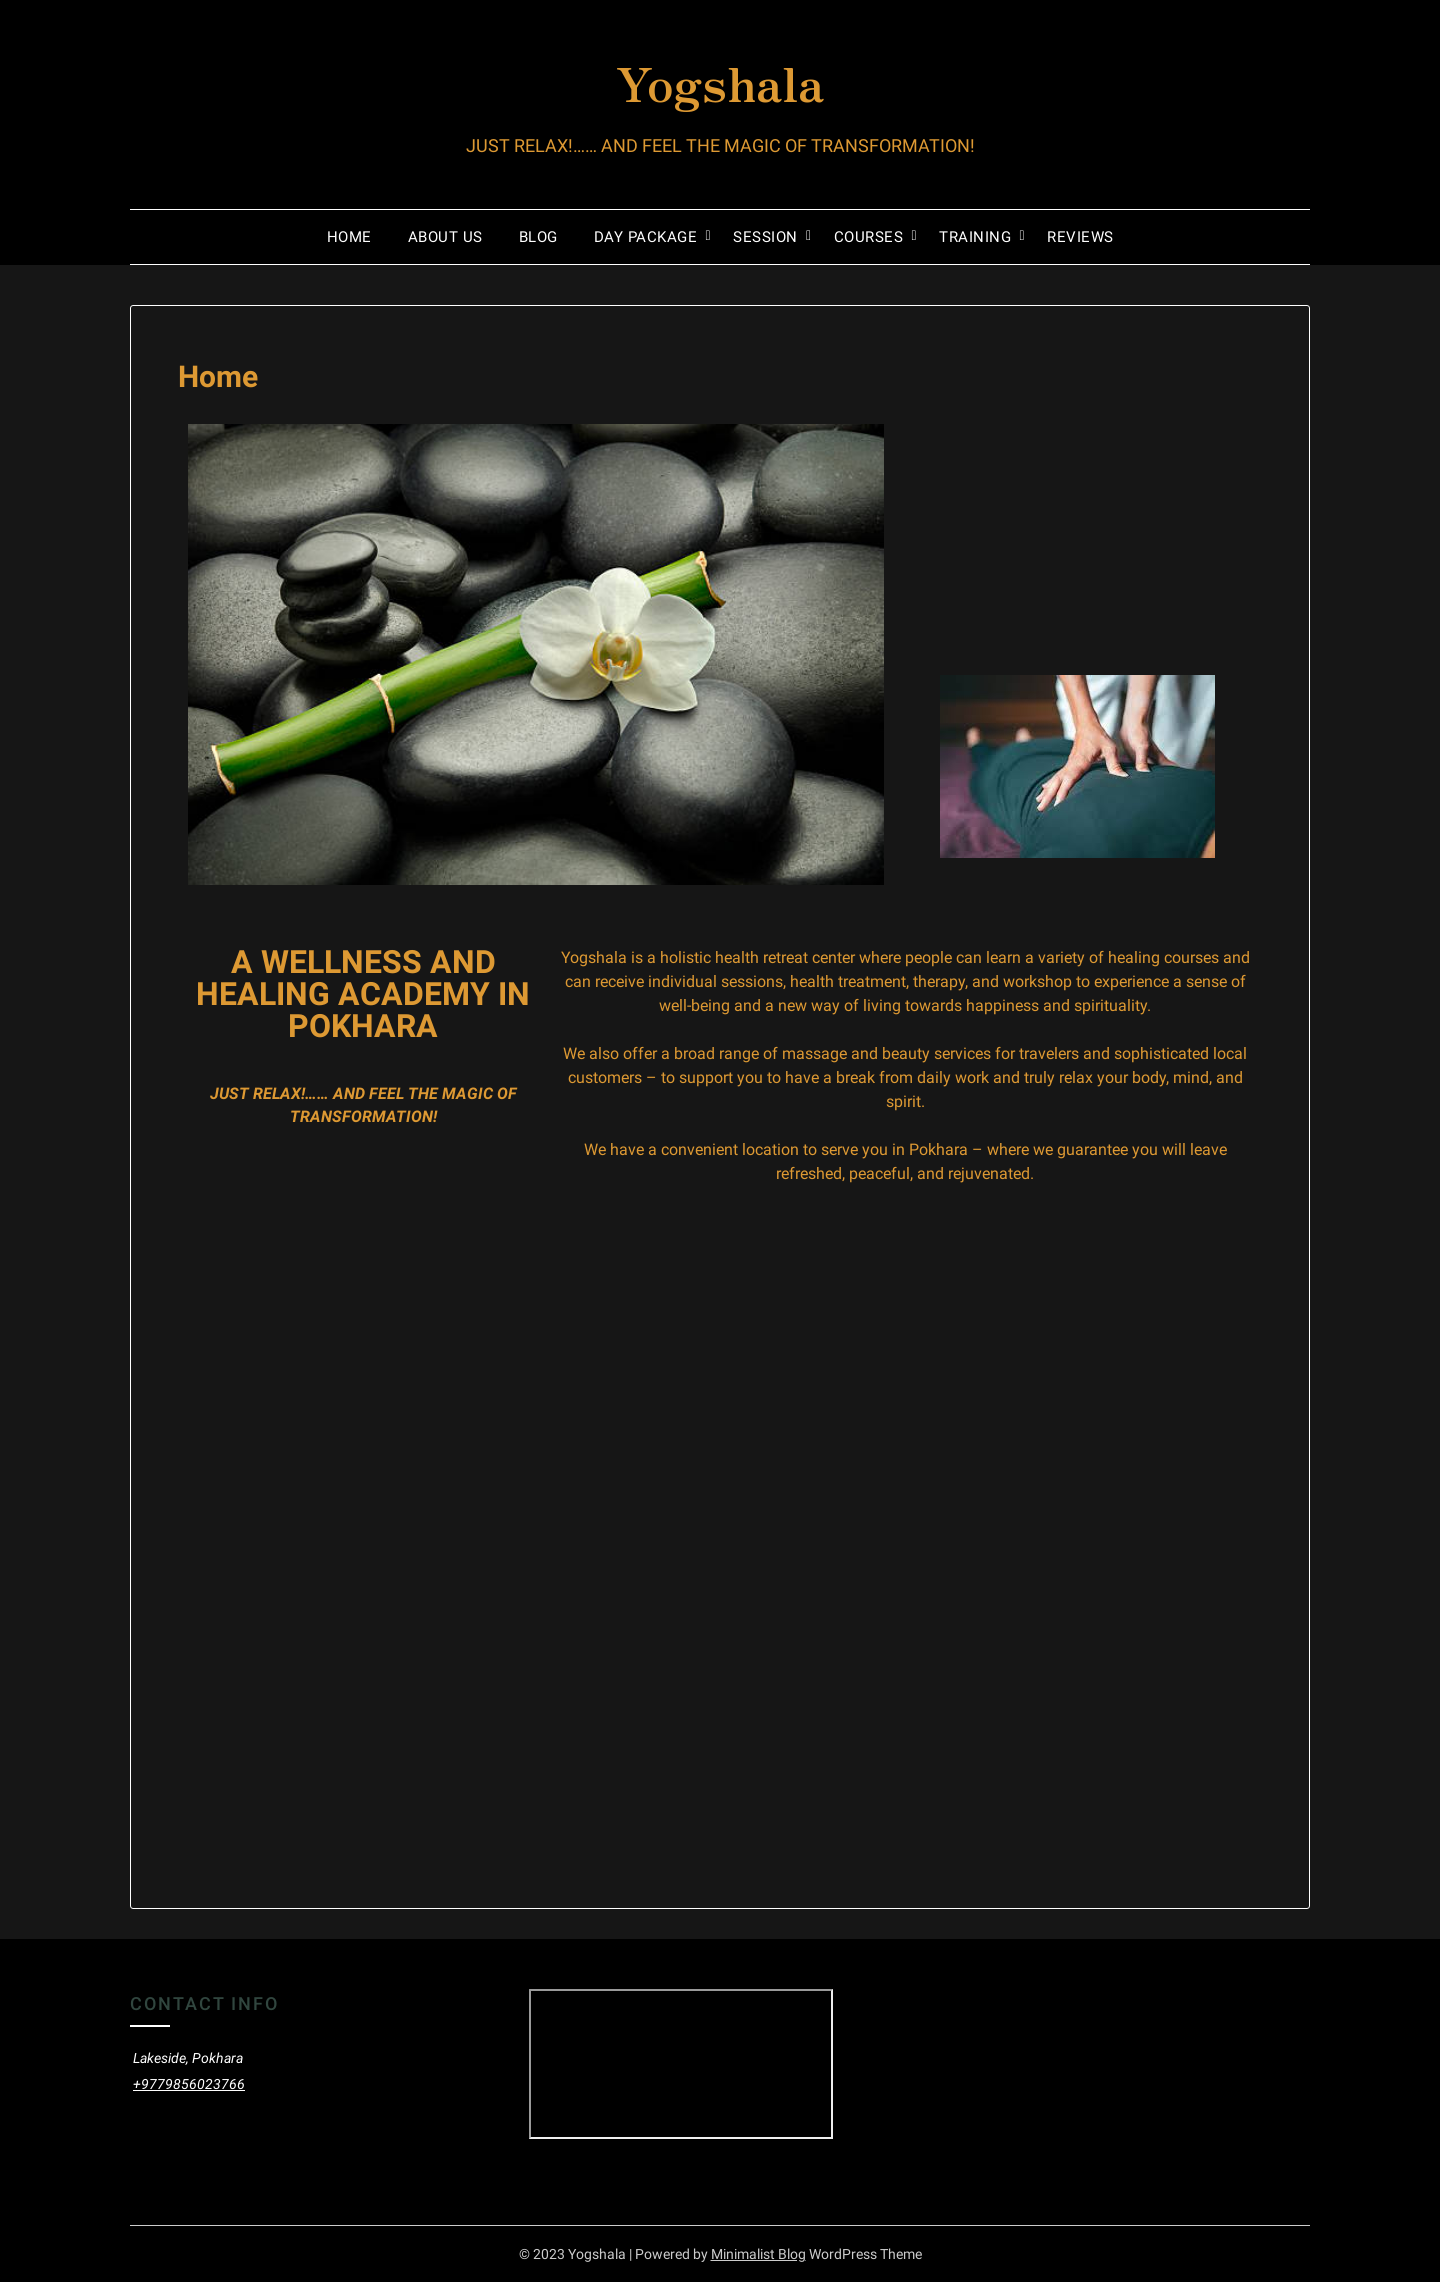 Yogshala
JUST RELAX!...... AND FEEL THE MAGIC OF TRANSFORMATION!
HOME ABOUT US BLOG DAY PACKAGE SESSION COURSES TRAINING REVIEWS
Home
A WELLNESS AND
HEALING ACADEMY IN
POKHARA
JUST RELAX!…… AND FEEL THE MAGIC OF
TRANSFORMATION!
Yogshala is a holistic health retreat center where people can learn a variety of healing courses and
can receive individual sessions, health treatment, therapy, and workshop to experience a sense of
well-being and a new way of living towards happiness and spirituality.
We also offer a broad range of massage and beauty services for travelers and sophisticated local
customers – to support you to have a break from daily work and truly relax your body, mind, and
spirit.
We have a convenient location to serve you in Pokhara – where we guarantee you will leave
refreshed, peaceful, and rejuvenated.
CONTACT INFO
Lakeside, Pokhara
+9779856023766
© 2023 Yogshala | Powered by Minimalist Blog WordPress Theme